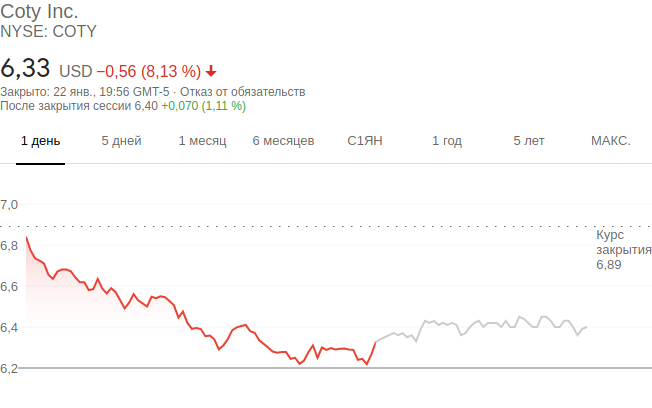 Coty Inc.
NYSE: COTY
6,33 USD −0,56 (8,13 %)
Закрыто: 22 янв., 19:56 GMT-5 · Отказ от обязательств
После закрытия сессии 6,40 +0,070 (1,11 %)
1 день 5 дней 1 месяц 6 месяцев С1ЯН 1 год 5 лет МАКС.
7,0
6,8
6,6
6,4
6,2
Курс
закрытия
6,89